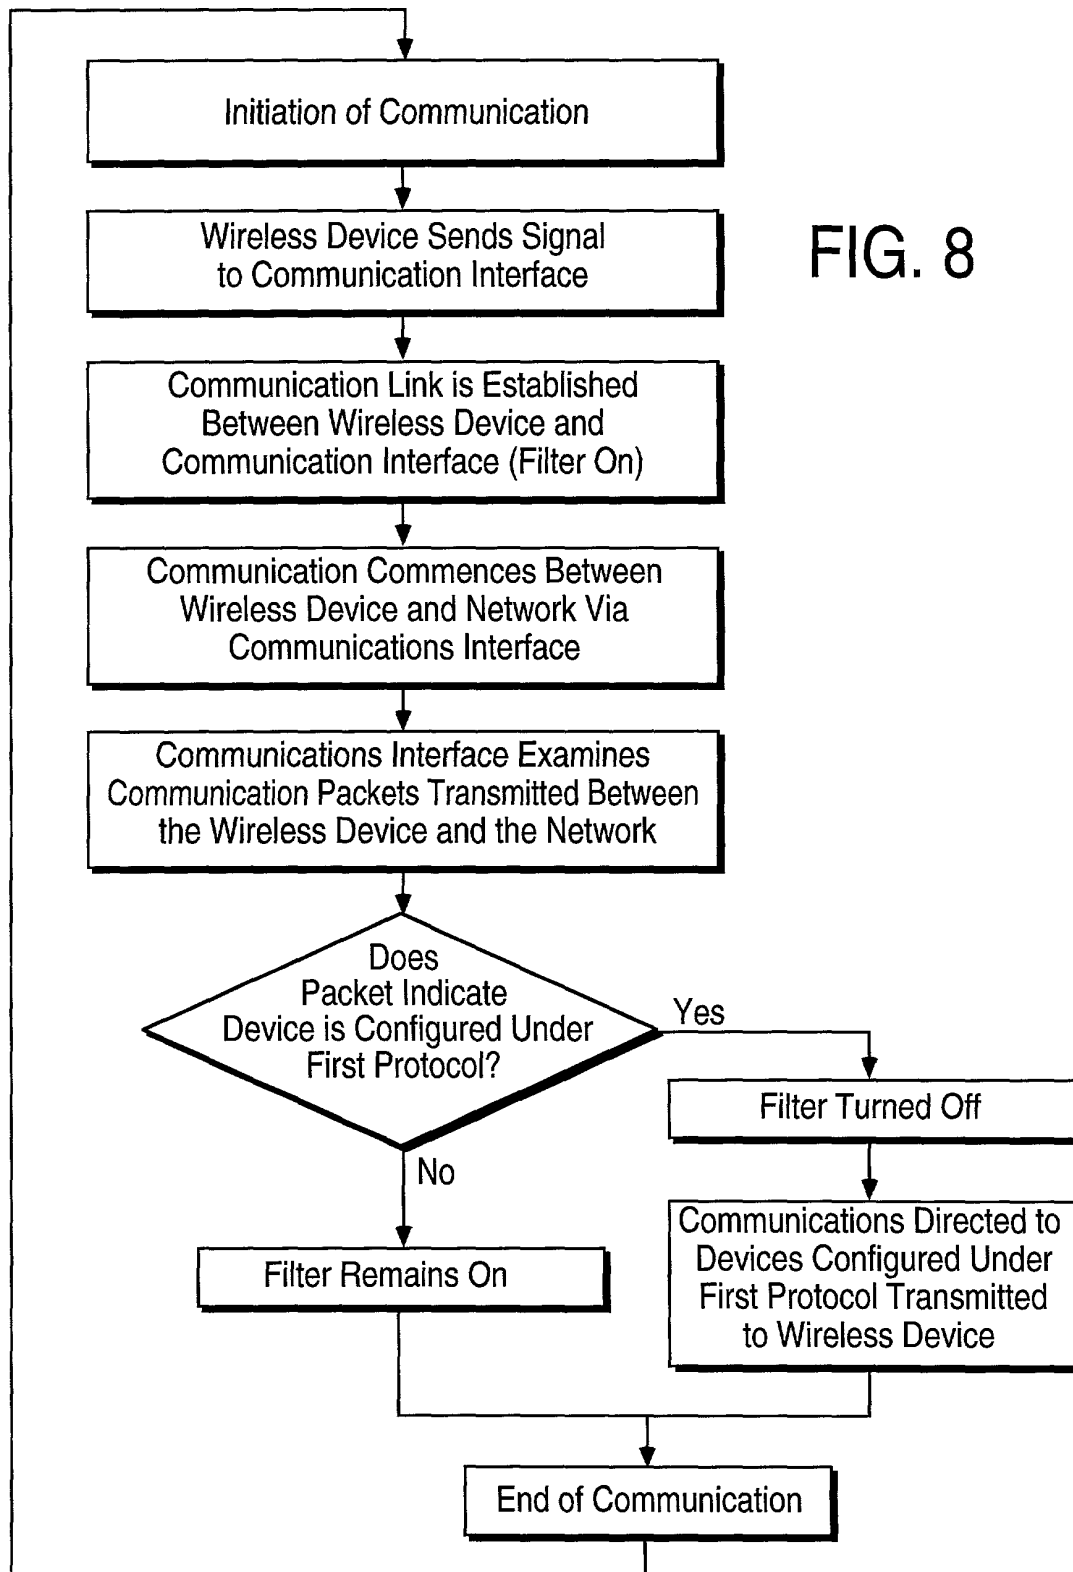 Initiation of Communication
Wireless Device Sends Signal
to Communication Interface
FIG. 8
Communication Link is Established
Between Wireless Device and
Communication Interface (Filter On)
Communication Commences Between
Wireless Device and Network Via
Communications Interface
Communications Interface Examines
Communication Packets Transmitted Between
the Wireless Device and the Network
Does
Packet Indicate
Device is Configured Under
First Protocol?
Yes
No
Filter Turned Off
Communications Directed to
Devices Configured Under
First Protocol Transmitted
to Wireless Device
Filter Remains On
End of Communication